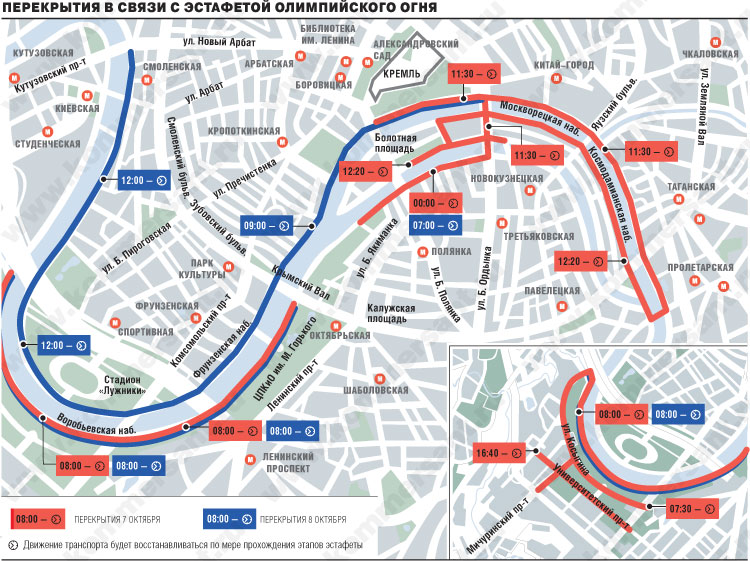 ПЕРЕКРЫТИЯ В СВЯЗИ С ЭСТАФЕТОЙ ОЛИМПИЙСКОГО ОГНЯ
КУТУЗОВСКАЯ
Кутузовский пр-т
КИЕВСКАЯ
СТУДЕНЧЕСКАЯ
СМОЛЕНСКАЯ
ул. Новый Арбат
ул. Арбат
АРБАТСКАЯ
БИБЛИОТЕКА
ИМ. ЛЕНИНА
БОРОВИЦКАЯ
АЛЕКСАНДРОВСКИЙ
САД
КРЕМЛЬ
11:30 –
КИТАЙ-ГОРОД
ЧКАЛОВСКАЯ
Москворецкая наб.
Яузский бульв.
ул. Земляной Вал
Смоленский бульв.
КРОПОТКИНСКАЯ
ул. Пречистенка
Болотная
площадь
12:20 –
11:30 –
11:30 –
12:00 –
Зубовский бульв.
09:00 –
00:00 –
07:00 –
НОВОКУЗНЕЦКАЯ
Космодамианская наб.
ТАГАНСКАЯ
ул. Б. Пироговская
ПАРК
КУЛЬТУРЫ
Крымский Вал
ул. Б. Якиманка
ПОЛЯНКА
ул. Б. Полянка
ул. Б. Ордынка
ТРЕТЬЯКОВСКАЯ
12:20 –
ПРОЛЕТАРСКАЯ
ПАВЕЛЕЦКАЯ
ФРУНЗЕНСКАЯ
СПОРТИВНАЯ
Комсомольский пр-т
Фрунзенская наб.
Калужская
площадь
ОКТЯБРЬСКАЯ
12:00 –
Стадион
«Лужники»
ЦПКиО им. М. Горького
Ленинский пр-т
ШАБОЛОВСКАЯ
Воробьевская наб.
08:00 –
08:00 –
08:00 –
08:00 –
ЛЕНИНСКИЙ
ПРОСПЕКТ
08:00 –
08:00 –
ул. Косыгина
16:40 –
Университетский пр-т
Мичуринский пр-т
07:30 –
08:00 –
ПЕРЕКРЫТИЯ 7 ОКТЯБРЯ
08:00 –
ПЕРЕКРЫТИЯ 8 ОКТЯБРЯ
Движение транспорта будет восстанавливаться по мере прохождения этапов эстафеты